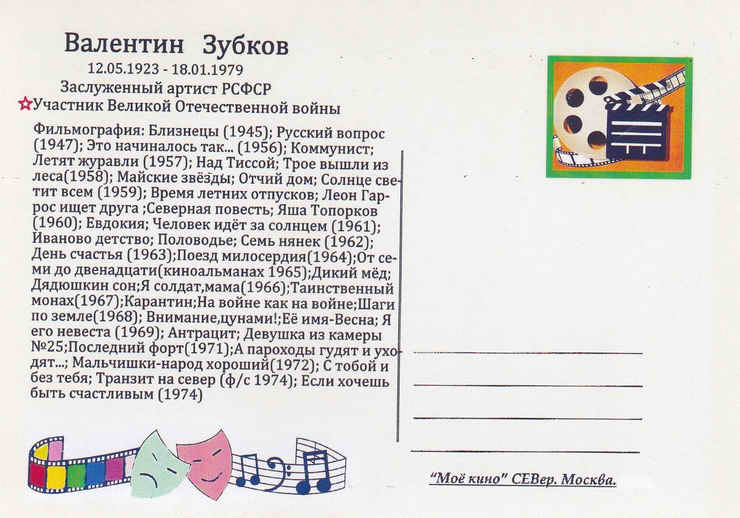 Валентин Зубков
12.05.1923 - 18.01.1979
Заслуженный артист РСФСР
Участник Великой Отечественной войны
Фильмография: Близнецы (1945); Русский вопрос
(1947); Это начиналось так... (1956); Коммунист;
Летят журавли (1957); Над Тиссой; Трое вышли из
леса(1958); Майские звёзды; Отчий дом; Солнце све-
тит всем (1959); Время летних отпусков; Леон Гар-
рос ищет друга ;Северная повесть; Яша Топорков
(1960); Евдокия; Человек идёт за солнцем (1961);
Иваново детство; Половодье; Семь нянек (1962);
День счастья (1963);Поезд милосердия(1964);От се-
ми до двенадцати(киноальманах 1965);Дикий мёд;
Дядюшкин сон;Я солдат,мама(1966);Таинственный
монах(1967);Карантин;На войне как на войне;Шаги
по земле(1968); Внимание,цунами!;Её имя-Весна; Я
его невеста (1969); Антрацит; Девушка из камеры
№25;Последний форт(1971);А пароходы гудят и ухо-
дят...; Мальчишки-народ хороший(1972); С тобой и
без тебя; Транзит на север (ф/с 1974); Если хочешь
быть счастливым (1974)
"Моё кино" СЕВер. Москва.